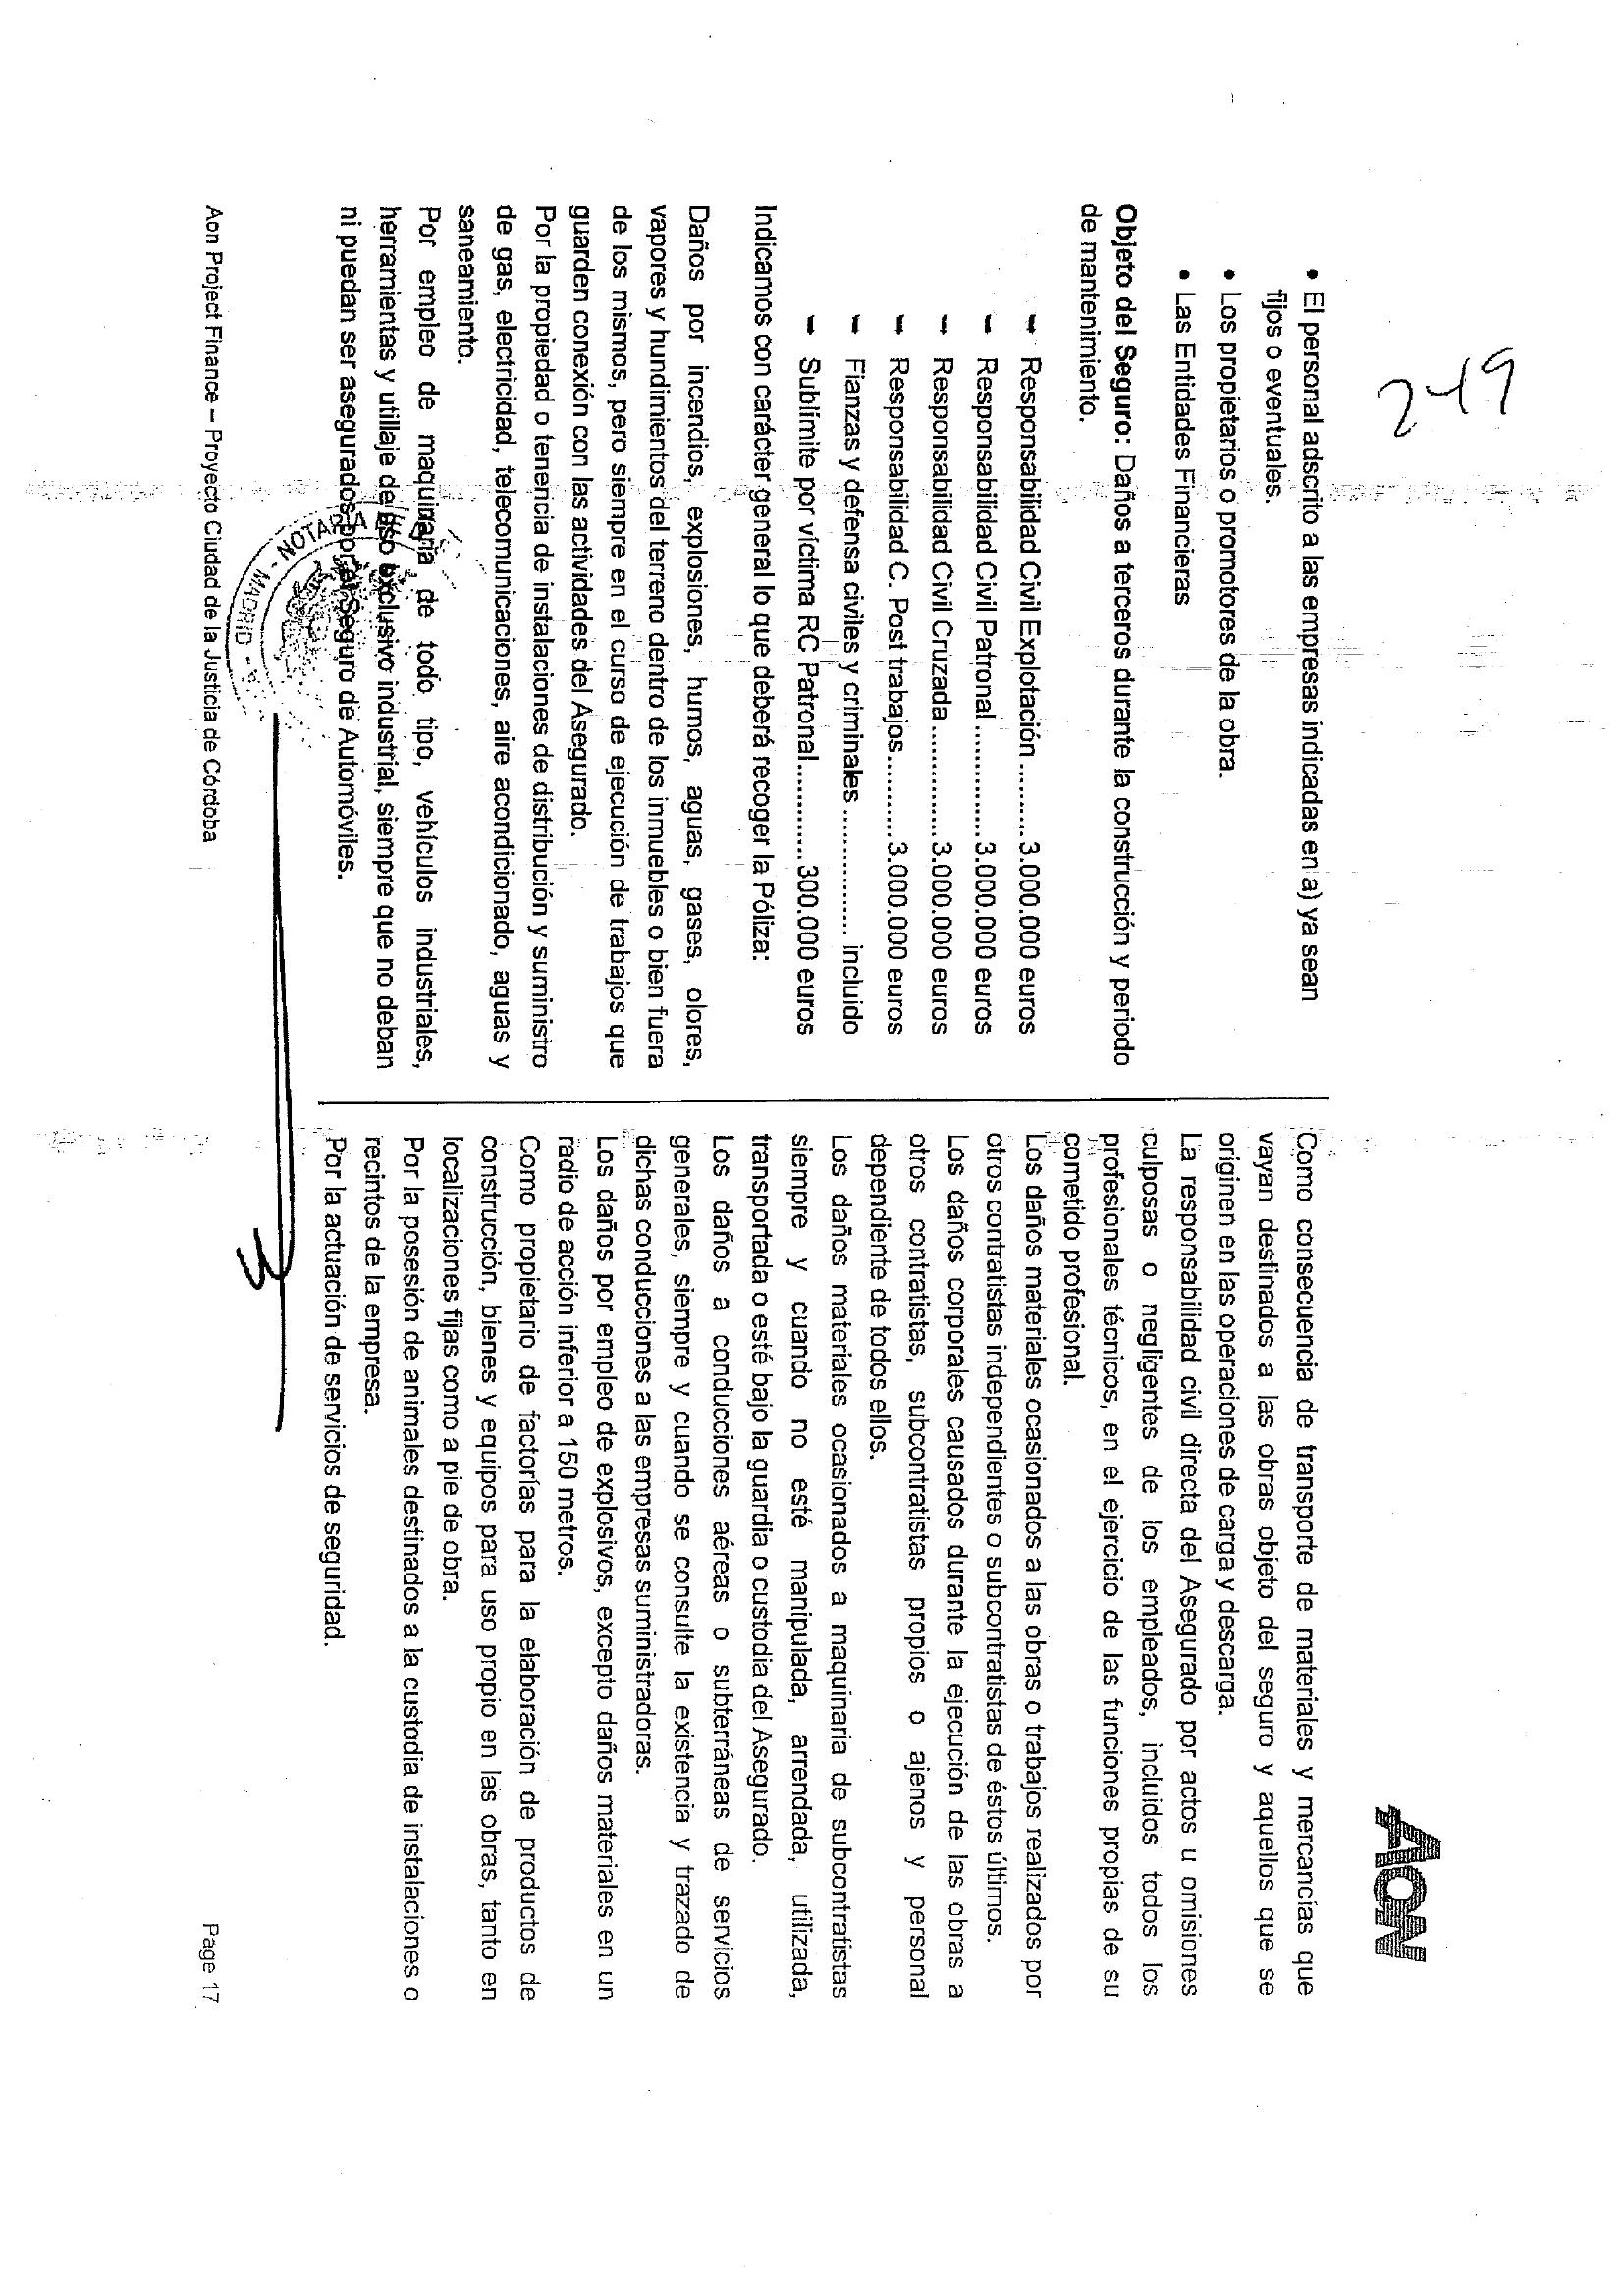 249
AON
• El personal adscrito a las empresas indicadas en a) ya sean
fijos o eventuales.
• Los propietarios o promotores de la obra.
• Las Entidades Financieras
Objeto del Seguro: Daños a terceros durante la construcción y periodo
de mantenimiento.
Responsabilidad Civil Explotación..........3.000.000 euros
Responsabilidad Civil Patronal..............3.000.000 euros
Responsabilidad Civil Cruzada..............3.000.000 euros
Responsabilidad C. Post trabajos...........3.000.000 euros
Fianzas y defensa civiles y criminales.............. incluido
Sublímite por víctima RC Patronal............300.000 euros
Indicamos con carácter general lo que deberá recoger la Póliza:
Daños por incendios, explosiones, humos, aguas, gases, olores,
vapores y hundimientos del terreno dentro de los inmuebles o bien fuera
de los mismos, pero siempre en el curso de ejecución de trabajos que
guarden conexión con las actividades del Asegurado.
Por la propiedad o tenencia de instalaciones de distribución y suministro
de gas, electricidad, telecomunicaciones, aire acondicionado, aguas y
saneamiento.
Por empleo de maquinaria de todo tipo, vehículos industriales,
herramientas y utillaje de uso exclusivo industrial, siempre que no deban
ni puedan ser asegurados por el Seguro de Automóviles.
Como consecuencia de transporte de materiales y mercancías que
vayan destinados a las obras objeto del seguro y aquellos que se
originen en las operaciones de carga y descarga.
La responsabilidad civil directa del Asegurado por actos u omisiones
culposas o negligentes de los empleados, incluidos todos los
profesionales técnicos, en el ejercicio de las funciones propias de su
cometido profesional.
Los daños materiales ocasionados a las obras o trabajos realizados por
otros contratistas independientes o subcontratistas de éstos últimos.
Los daños corporales causados durante la ejecución de las obras a
otros contratistas, subcontratistas propios o ajenos y personal
dependiente de todos ellos.
Los daños materiales ocasionados a maquinaria de subcontratistas
siempre y cuando no esté manipulada, arrendada, utilizada,
transportada o esté bajo la guardia o custodia del Asegurado.
Los daños a conducciones aéreas o subterráneas de servicios
generales, siempre y cuando se consulte la existencia y trazado de
dichas conducciones a las empresas suministradoras.
Los daños por empleo de explosivos, excepto daños materiales en un
radio de acción inferior a 150 metros.
Como propietario de factorías para la elaboración de productos de
construcción, bienes y equipos para uso propio en las obras, tanto en
localizaciones fijas como a pie de obra.
Por la posesión de animales destinados a la custodia de instalaciones o
recintos de la empresa.
Por la actuación de servicios de seguridad.
NOTARIA
MADRID
Aon Project Finance – Proyecto Ciudad de la Justicia de Córdoba
Page 17